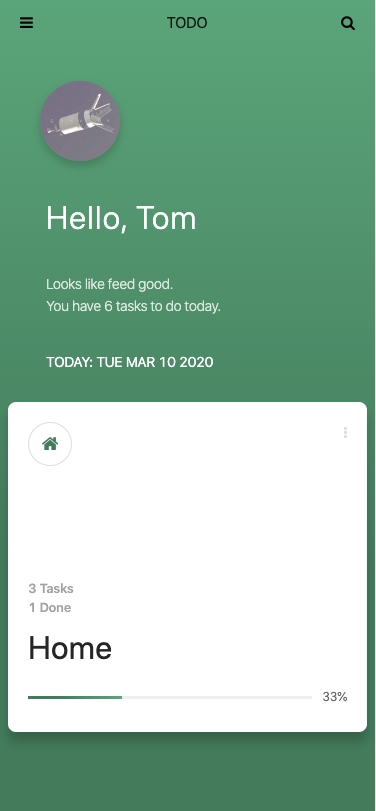 TODO
Hello, Tom
Looks like feed good.
You have 6 tasks to do today.
TODAY: TUE MAR 10 2020
3 Tasks
1 Done
Home
33%